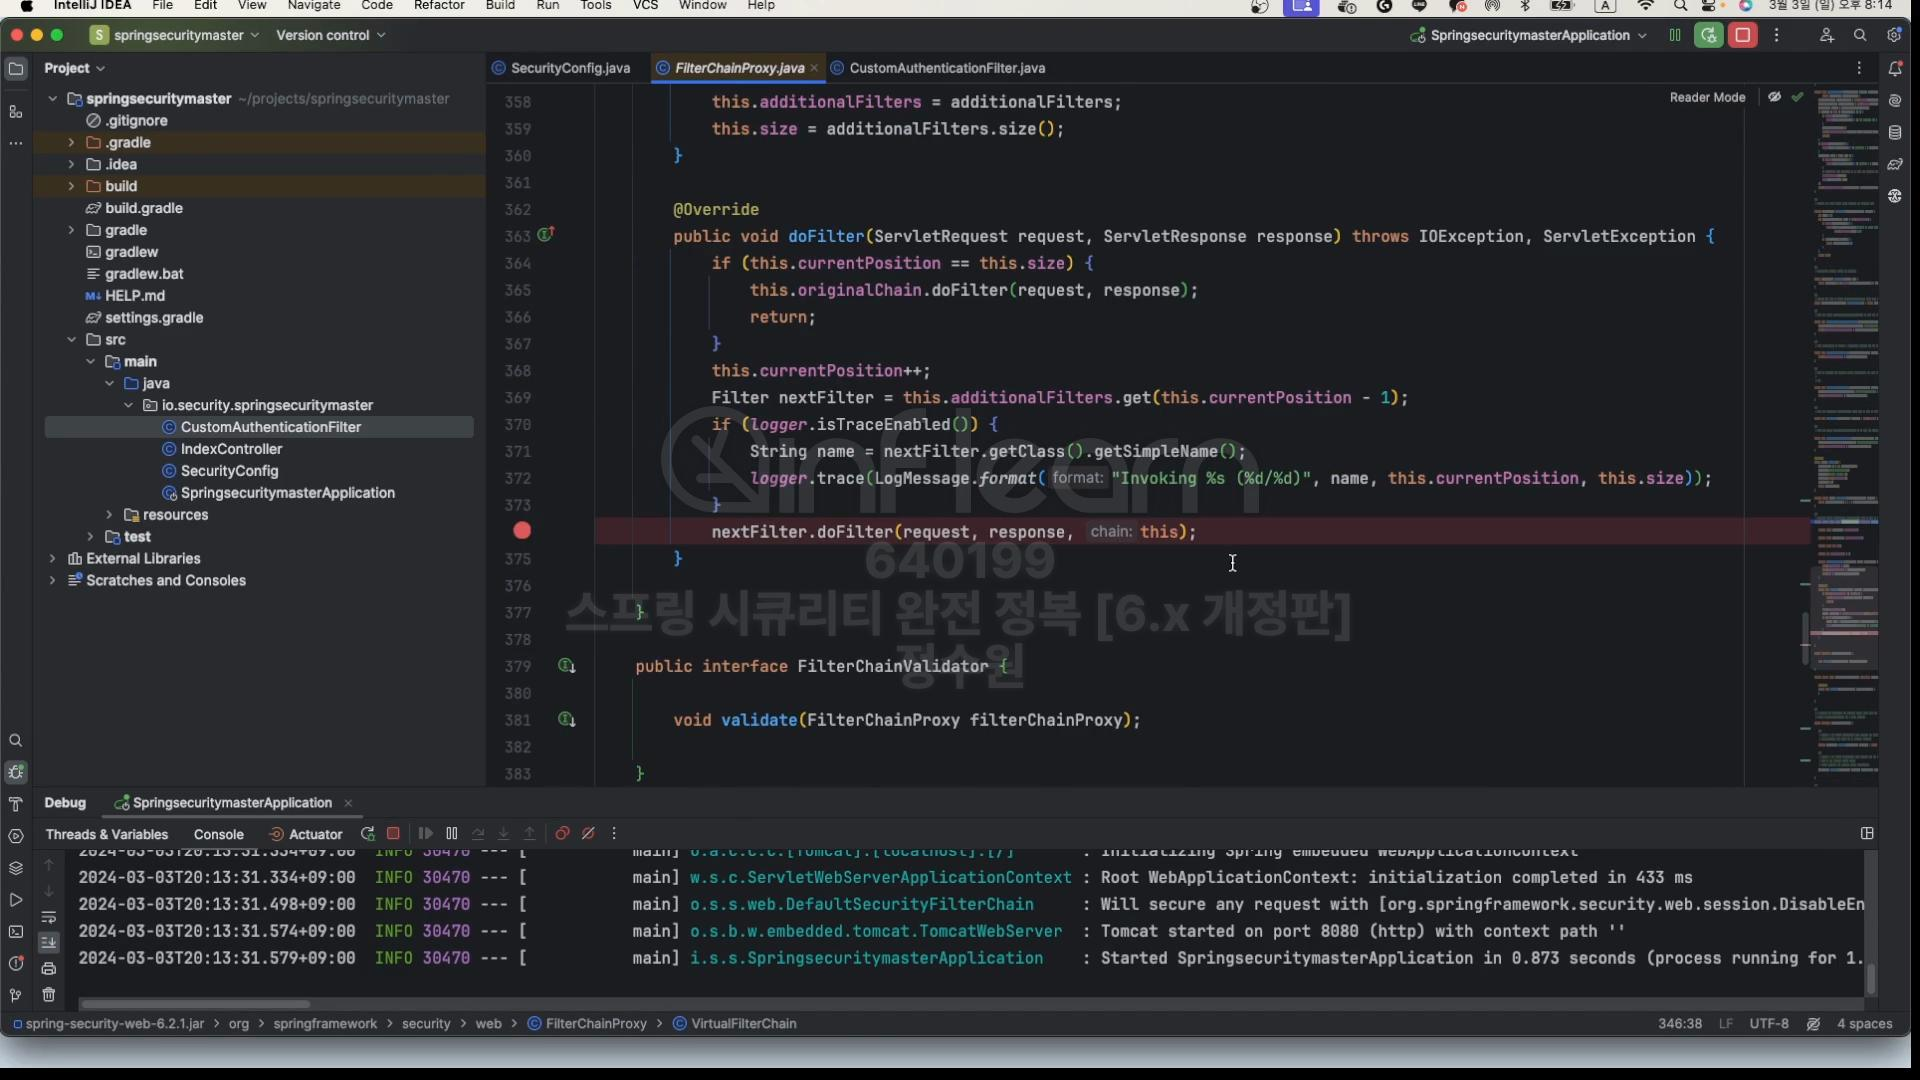 IntelliJ IDEA File Edit View Navigate Code Refactor Build Run Tools VCS Window Help A 3월 3일 (일) 오후 8:14
S springsecuritymaster Version control SpringsecuritymasterApplication
Project SecurityConfig.java FilterChainProxy.java CustomAuthenticationFilter.java
springsecuritymaster ~/projects/springsecuritymaster
.gitignore
.gradle
.idea
build
build.gradle
gradle
gradlew
gradlew.bat
HELP.md
settings.gradle
src
main
java
io.security.springsecuritymaster
CustomAuthenticationFilter
IndexController
SecurityConfig
SpringsecuritymasterApplication
resources
test
External Libraries
Scratches and Consoles
Reader Mode
358 this.additionalFilters = additionalFilters;
359 this.size = additionalFilters.size();
360 }
361
362 @Override
363 public void doFilter(ServletRequest request, ServletResponse response) throws IOException, ServletException {
364 if (this.currentPosition == this.size) {
365 this.originalChain.doFilter(request, response);
366 return;
367 }
368 this.currentPosition++;
369 Filter nextFilter = this.additionalFilters.get(this.currentPosition - 1);
370 if (logger.isTraceEnabled()) {
371 String name = nextFilter.getClass().getSimpleName();
372 logger.trace(LogMessage.format( format: "Invoking %s (%d/%d)", name, this.currentPosition, this.size));
373 }
nextFilter.doFilter(request, response, chain: this);
375 }
376
377 }
378
379 public interface FilterChainValidator {
380
381 void validate(FilterChainProxy filterChainProxy);
382
383 }
inflearn
640199
스프링 시큐리티 완전 정복 [6.x 개정판]
정수원
Debug SpringsecuritymasterApplication
Threads & Variables Console Actuator
2024-03-03T20:13:31.334+09:00 INFO 30470 --- [ main] o.a.c.c.C.[Tomcat].[localhost].[/] : Initializing Spring embedded WebApplicationContext
2024-03-03T20:13:31.334+09:00 INFO 30470 --- [ main] w.s.c.ServletWebServerApplicationContext : Root WebApplicationContext: initialization completed in 433 ms
2024-03-03T20:13:31.498+09:00 INFO 30470 --- [ main] o.s.s.web.DefaultSecurityFilterChain : Will secure any request with [org.springframework.security.web.session.DisableEn
2024-03-03T20:13:31.574+09:00 INFO 30470 --- [ main] o.s.b.w.embedded.tomcat.TomcatWebServer : Tomcat started on port 8080 (http) with context path ''
2024-03-03T20:13:31.579+09:00 INFO 30470 --- [ main] i.s.s.SpringsecuritymasterApplication : Started SpringsecuritymasterApplication in 0.873 seconds (process running for 1.
spring-security-web-6.2.1.jar > org > springframework > security > web > FilterChainProxy > VirtualFilterChain 346:38 LF UTF-8 4 spaces